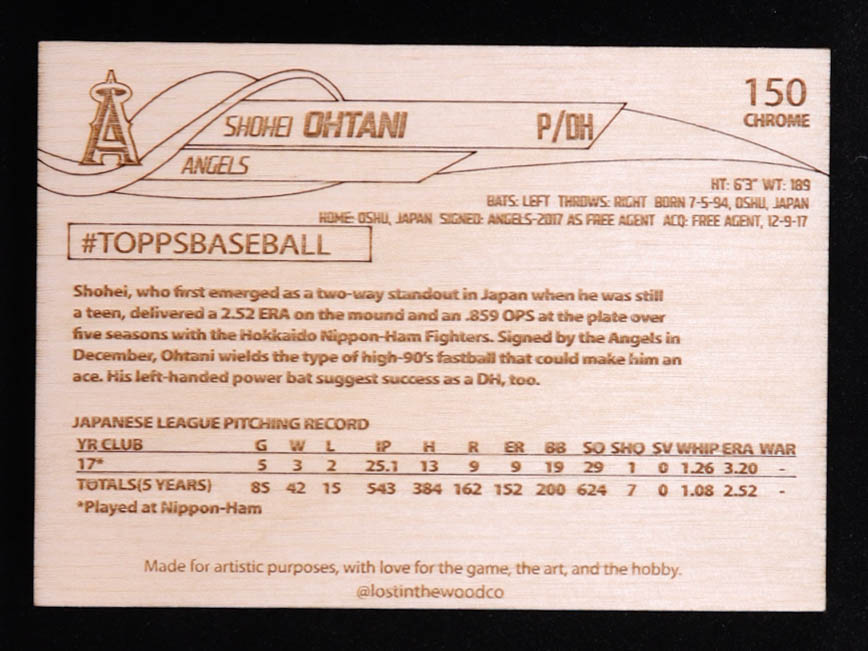 A
SHOHEI OHTANI P/DH
150
CHROME
ANGELS
HT: 6'3" WT: 189
BATS: LEFT THROWS: RIGHT BORN 7-5-94, OSHU, JAPAN
HOME: OSHU, JAPAN SIGNED: ANGELS-2017 AS FREE AGENT ACQ: FREE AGENT, 12-9-17
#TOPPSBASEBALL
Shohei, who first emerged as a two-way standout in Japan when he was still
a teen, delivered a 2.52 ERA on the mound and an .859 OPS at the plate over
five seasons with the Hokkaido Nippon-Ham Fighters. Signed by the Angels in
December, Ohtani wields the type of high-90's fastball that could make him an
ace. His left-handed power bat suggest success as a DH, too.
JAPANESE LEAGUE PITCHING RECORD
YR CLUB G W L IP H R ER BB SO SHO SV WHIP ERA WAR
17* 5 3 2 25.1 13 9 9 19 29 1 0 1.26 3.20 -
TOTALS(5 YEARS) 85 42 15 543 384 162 152 200 624 7 0 1.08 2.52 -
*Played at Nippon-Ham
Made for artistic purposes, with love for the game, the art, and the hobby.
@lostinthewoodco